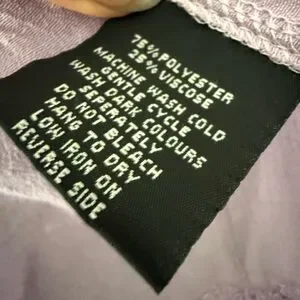 75%POLYESTER
25% VISCOSE
MACHINE WASH COLD
GENTLE CYCLE
WASH DARK COLOURS
SEPERATELY
DO NOT BLEACH
HANG TO DRY
LOW IRON ON
REVERSE SIDE